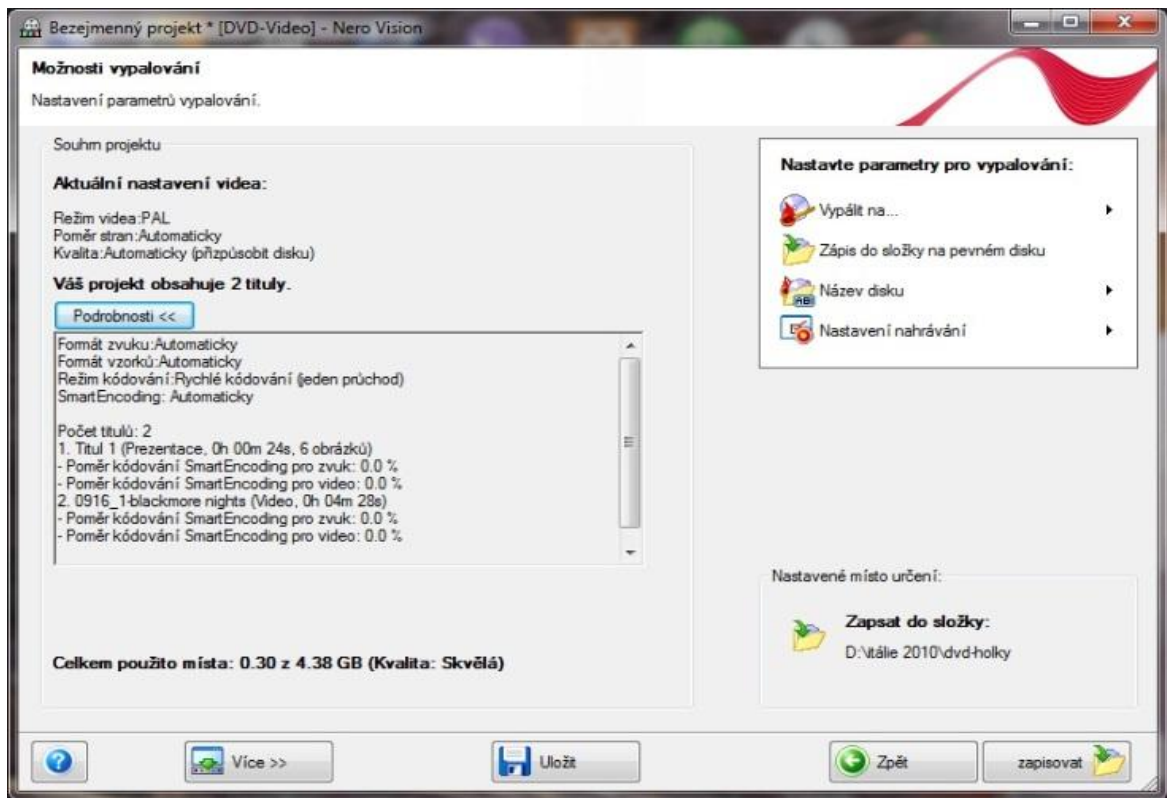 Bezejmenný projekt * [DVD-Video] - Nero Vision
Možnosti vypalování
Nastavení parametrů vypalování.
Souhrn projektu
Aktuální nastavení videa:
Režim videa:PAL
Poměr stran:Automaticky
Kvalita:Automaticky (přizpůsobit disku)
Váš projekt obsahuje 2 tituly.
Podrobnosti <<
Formát zvuku:Automaticky
Formát vzorků:Automaticky
Režim kódování:Rychlé kódování (jeden průchod)
SmartEncoding: Automaticky
Počet titulů: 2
1. Titul 1 (Prezentace, 0h 00m 24s, 6 obrázků)
- Poměr kódování SmartEncoding pro zvuk: 0.0 %
- Poměr kódování SmartEncoding pro video: 0.0 %
2. 0916_1-blackmore nights (Video, 0h 04m 28s)
- Poměr kódování SmartEncoding pro zvuk: 0.0 %
- Poměr kódování SmartEncoding pro video: 0.0 %
Celkem použito místa: 0.30 z 4.38 GB (Kvalita: Skvělá)
Nastavte parametry pro vypalování:
Vypálit na...
Zápis do složky na pevném disku
Název disku
Nastavení nahrávání
Nastavené místo určení:
Zapsat do složky:
D:\itálie 2010\dvd-holky
Více >>
Uložit
Zpět
zapisovat